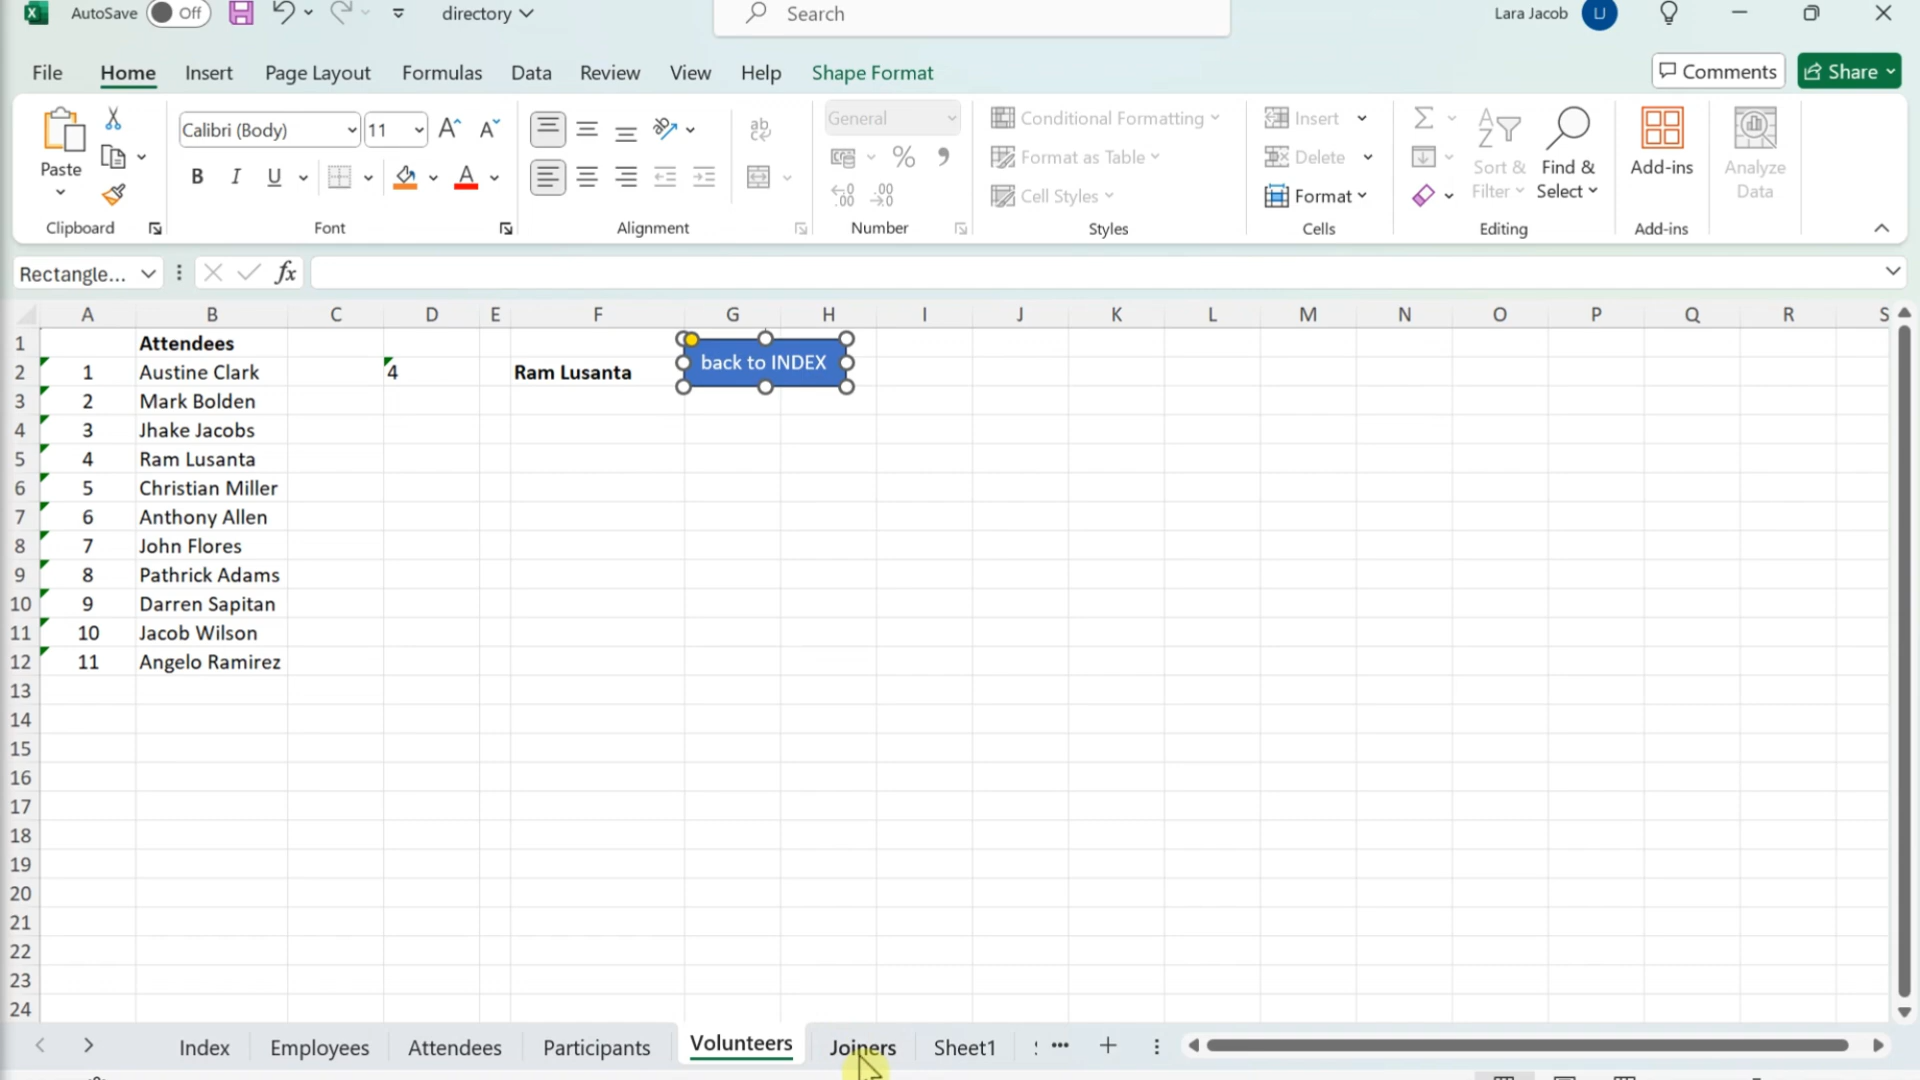 AutoSave Off directory Search Lara Jacob LJ
File Home Insert Page Layout Formulas Data Review View Help Shape Format Comments Share
Paste Calibri (Body) 11 General Conditional Formatting Format as Table Cell Styles Insert Delete Format Sort & Filter Find & Select Add-ins Analyze Data
Clipboard Font Alignment Number Styles Cells Editing Add-ins
Rectangle... fx
A B C D E F G H I J K L M N O P Q R S
1 Attendees
2 1 Austine Clark 4 Ram Lusanta back to INDEX
3 2 Mark Bolden
4 3 Jhake Jacobs
5 4 Ram Lusanta
6 5 Christian Miller
7 6 Anthony Allen
8 7 John Flores
9 8 Pathrick Adams
10 9 Darren Sapitan
11 10 Jacob Wilson
12 11 Angelo Ramirez
13
14
15
16
17
18
19
20
21
22
23
24
Index Employees Attendees Participants Volunteers Joiners Sheet1